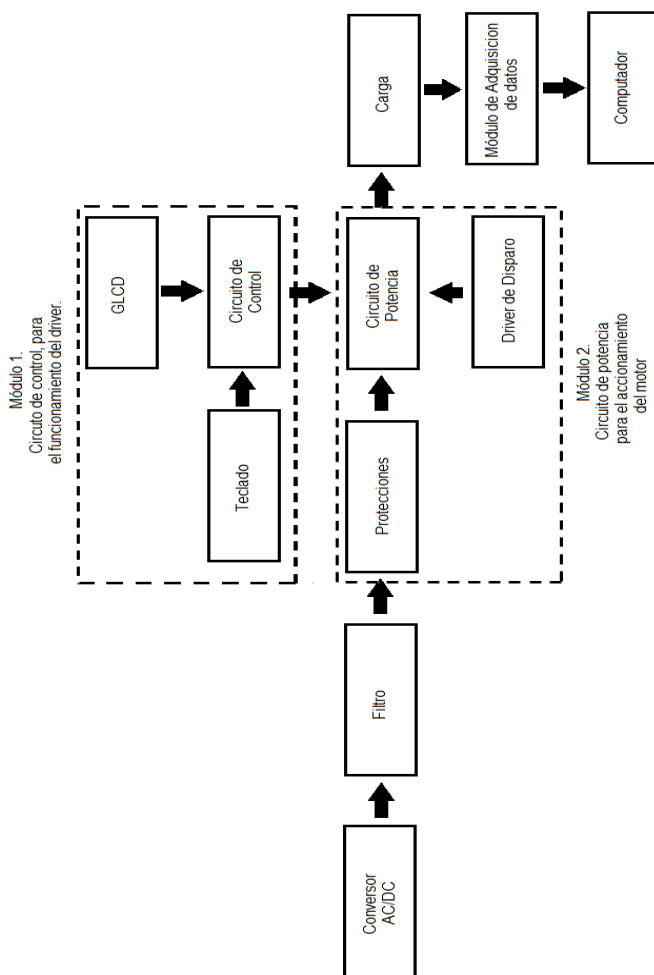 Módulo 1.
Circuto de control, para
el funcionamiento del driver.
GLCD
Teclado
Circuito de
Control
Conversor
AC/DC
Filtro
Protecciones
Circuito de
Potencia
Carga
Driver de Disparo
Módulo de Adquisicion
de datos
Módulo 2.
Circuito de potencia
para el accionamiento
del motor
Computador